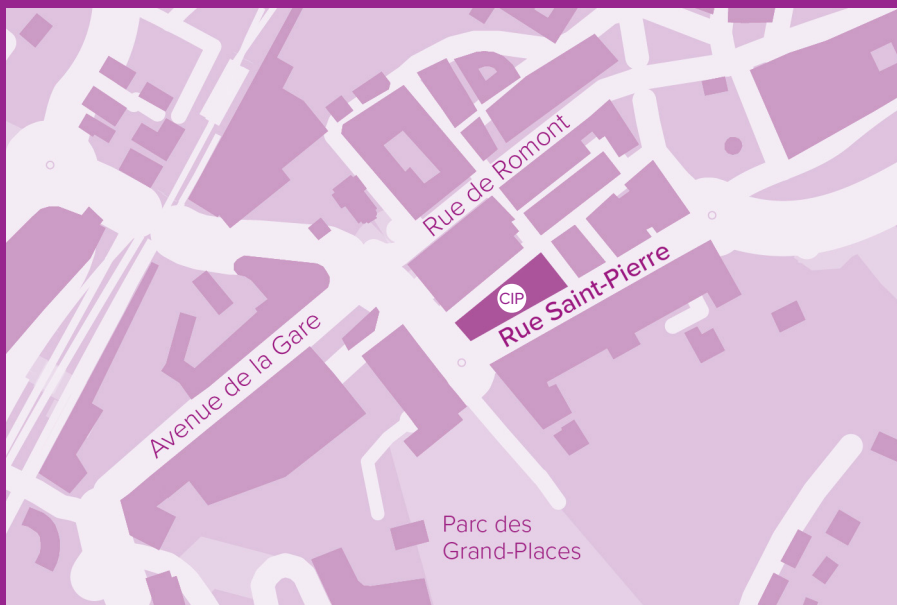 Rue de Romont
CIP
Rue Saint-Pierre
Avenue de la Gare
Parc des
Grand-Places